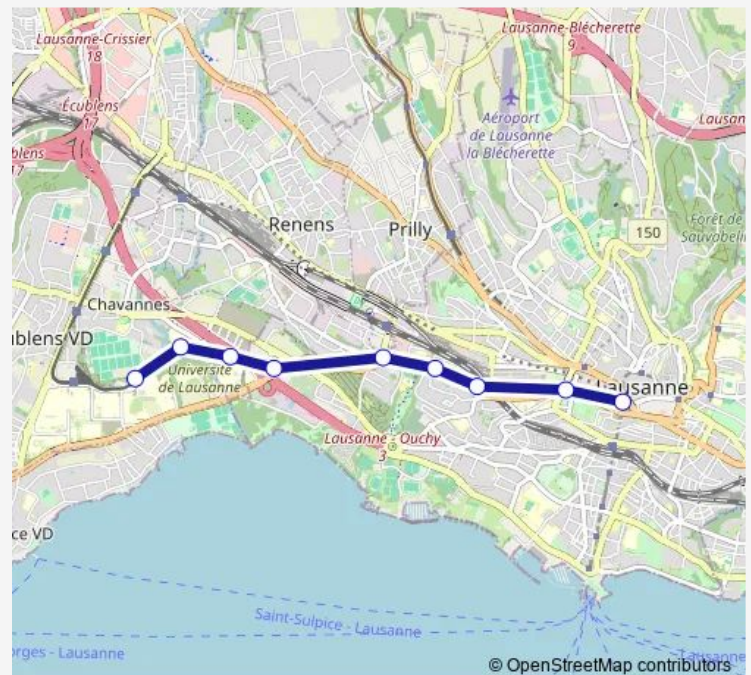 Lausanne-Crissier
18
Lausanne-Blécherette
9
Écublens
17
Lausan
blens
17
Aéroport
de Lausanne
la Blécherette
Forêt de
Sauvabeli
Renens
Prilly
150
Chavannes
ublens VD
Université
de Lausanne
Lausanne
Lausanne - Ouchy
3
ce VD
Saint-Sulpice - Lausanne
orges - Lausanne
Lausanne
© OpenStreetMap contributors